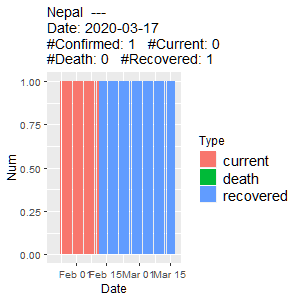 Nepal  ---
Date: 2020-03-17
#Confirmed: 1   #Current: 0
#Death: 0   #Recovered: 1
1.00
0.75
0.50
0.25
0.00
Num
Feb 01 Feb 15 Mar 01 Mar 15
Date
Type
current
death
recovered